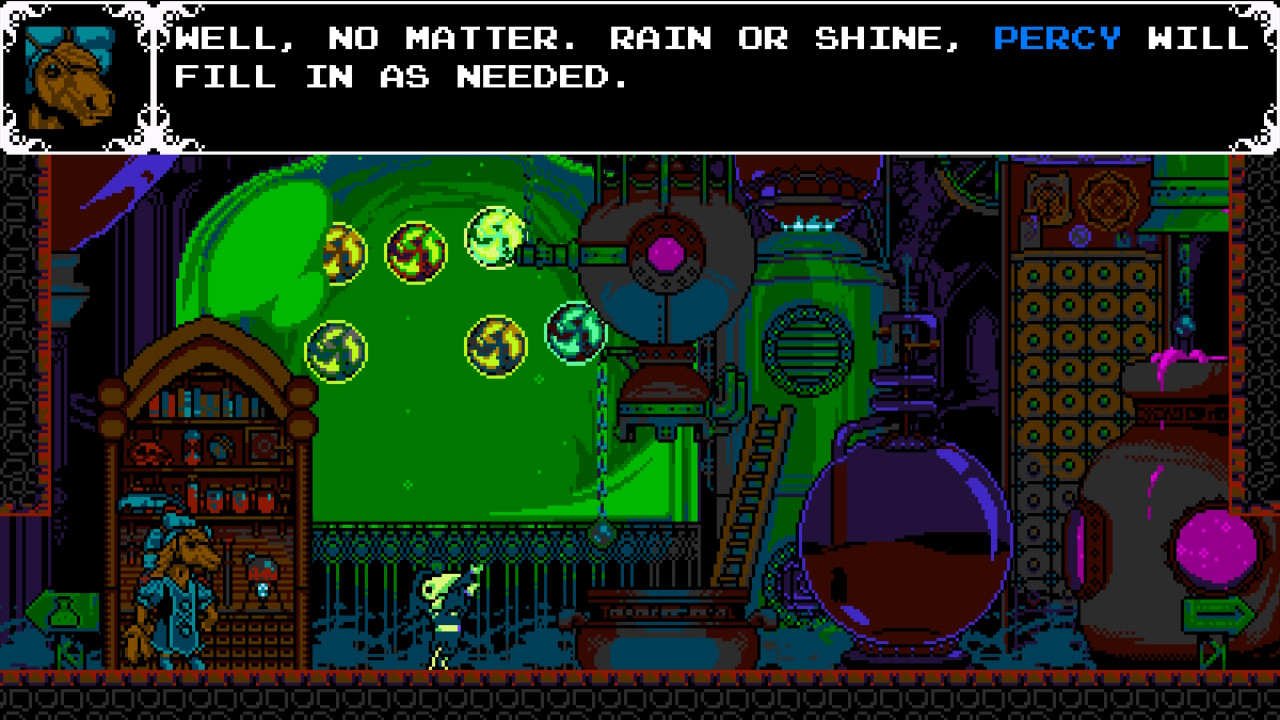 WELL, NO MATTER. RAIN OR SHINE, PERCY WILL
FILL IN AS NEEDED.